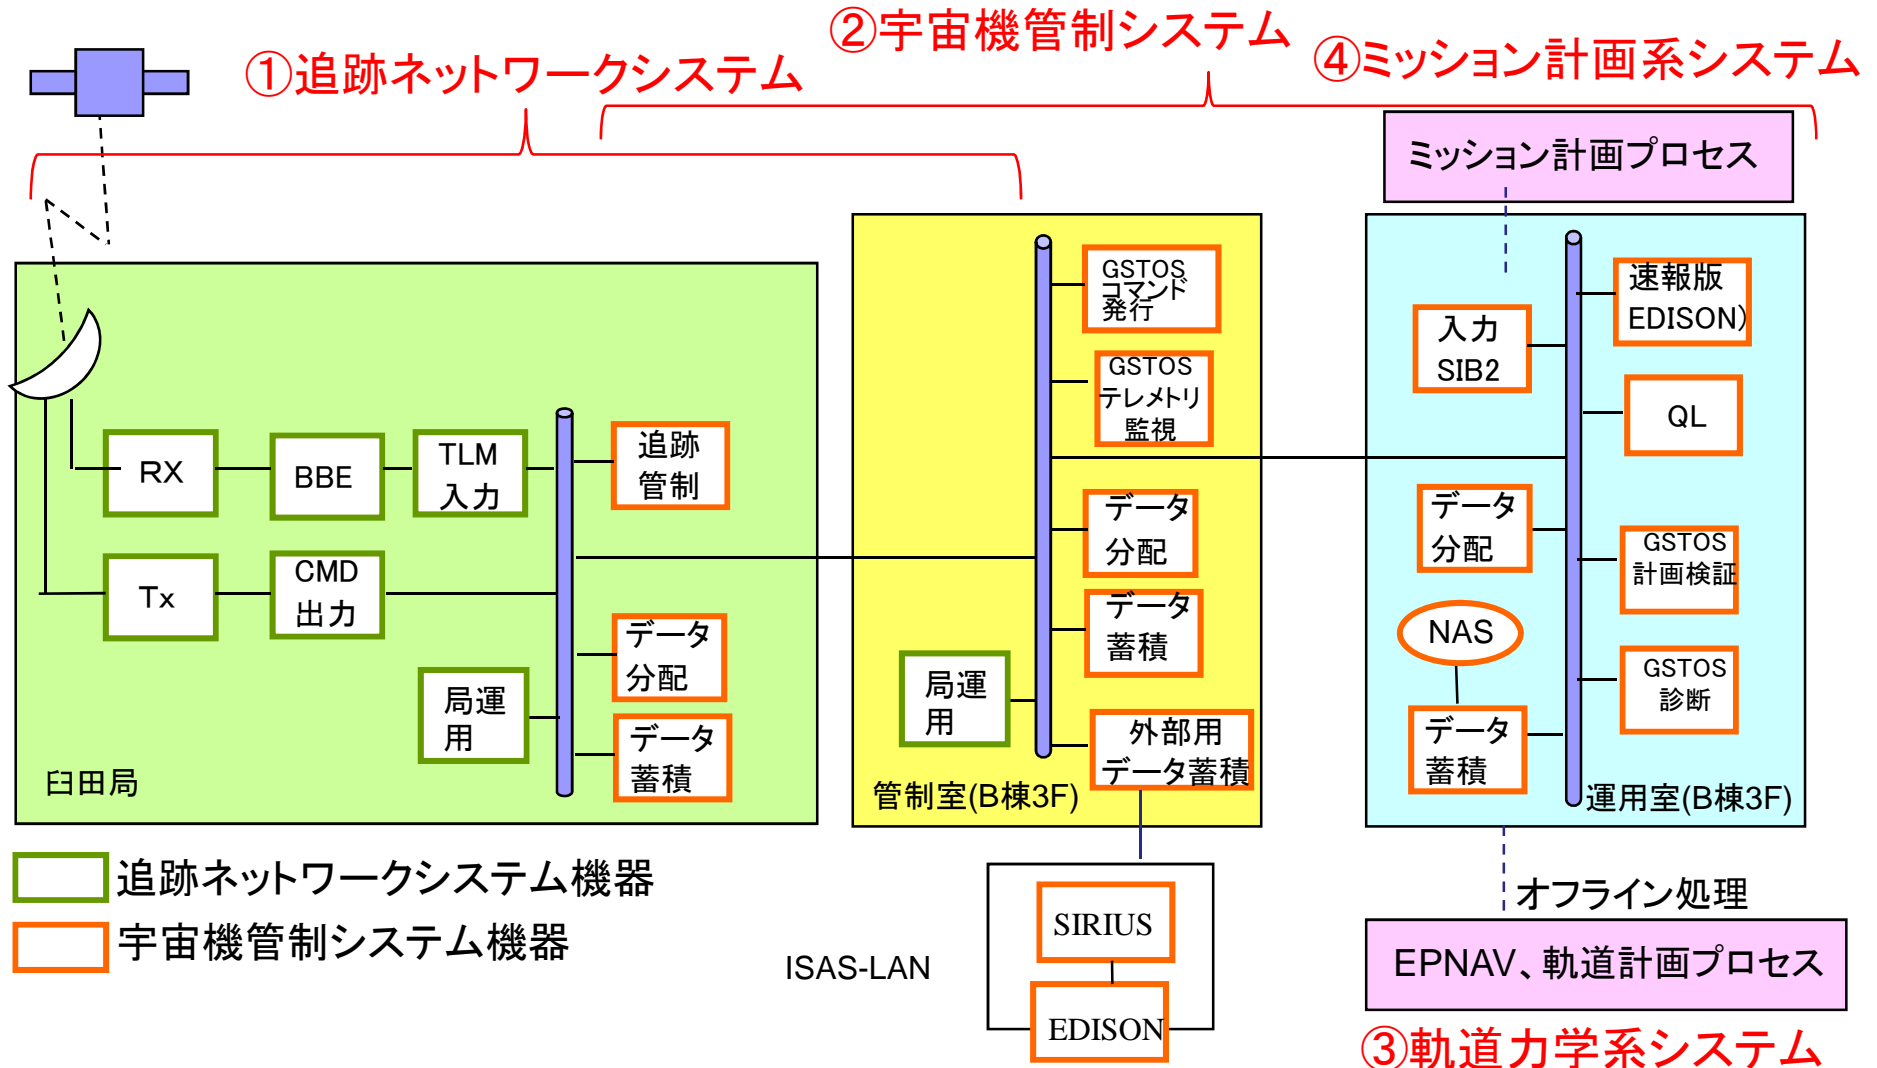 ①追跡ネットワークシステム
②宇宙機管制システム
④ミッション計画系システム
ミッション計画プロセス
RX
BBE
TLM
入力
追跡
管制
Tx
CMD
出力
データ
分配
局運
用
データ
蓄積
臼田局
GSTOS
コマンド
発行
GSTOS
テレメトリ
監視
データ
分配
データ
蓄積
局運
用
外部用
データ蓄積
管制室(B棟3F)
速報版
EDISON)
入力
SIB2
QL
データ
分配
GSTOS
計画検証
NAS
GSTOS
診断
データ
蓄積
運用室(B棟3F)
追跡ネットワークシステム機器
宇宙機管制システム機器
ISAS-LAN
SIRIUS
EDISON
オフライン処理
EPNAV、軌道計画プロセス
③軌道力学系システム